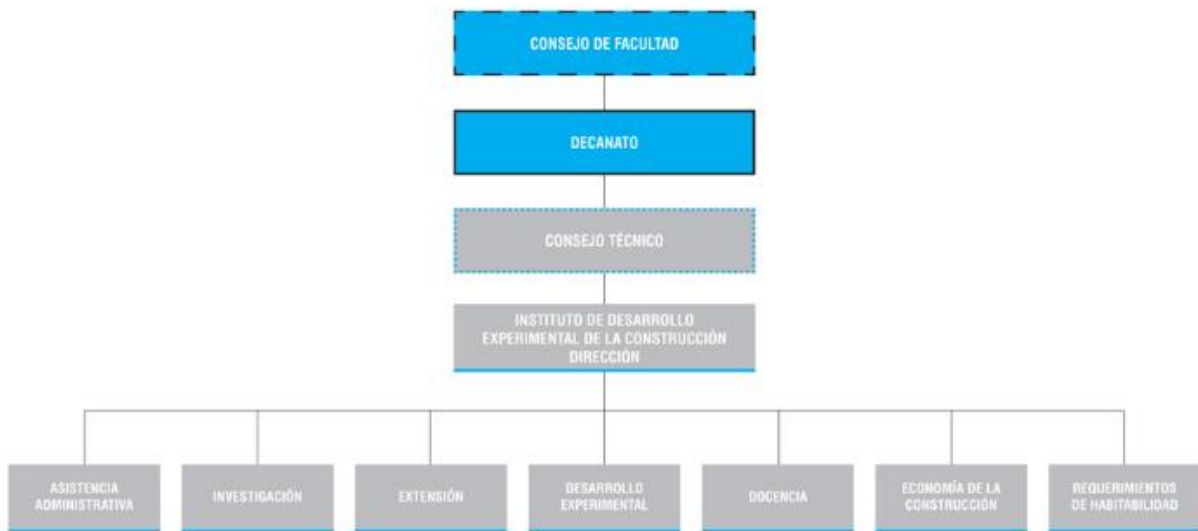 CONSEJO DE FACULTAD
DECANATO
CONSEJO TÉCNICO
INSTITUTO DE DESARROLLO
EXPERIMENTAL DE LA CONSTRUCCIÓN
DIRECCIÓN
ASISTENCIA
ADMINISTRATIVA
INVESTIGACIÓN
EXTENSIÓN
DESARROLLO
EXPERIMENTAL
DOCENCIA
ECONOMÍA DE LA
CONSTRUCCIÓN
REQUERIMIENTOS
DE HABITABILIDAD